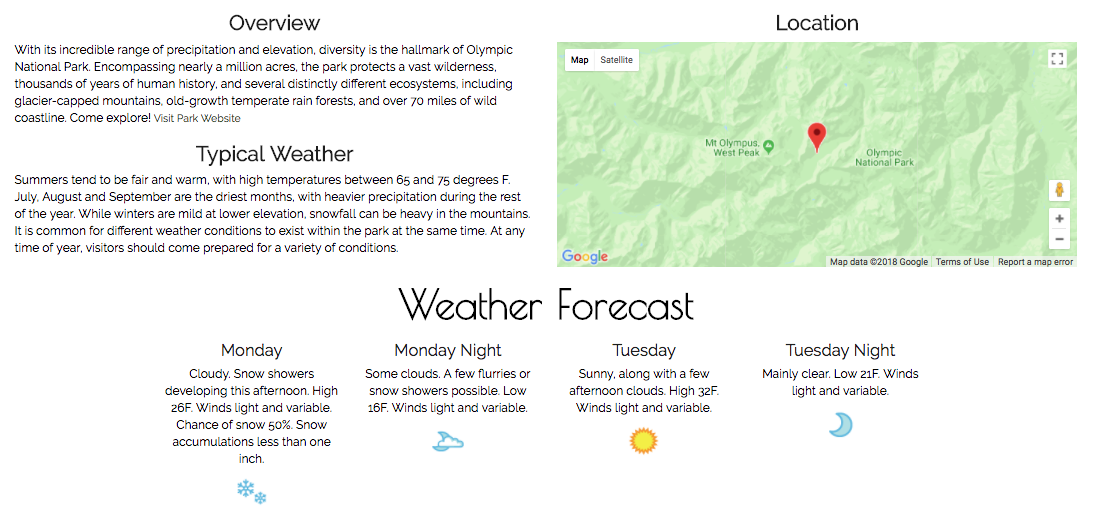 Overview
With its incredible range of precipitation and elevation, diversity is the hallmark of Olympic
National Park. Encompassing nearly a million acres, the park protects a vast wilderness,
thousands of years of human history, and several distinctly different ecosystems, including
glacier-capped mountains, old-growth temperate rain forests, and over 70 miles of wild
coastline. Come explore! Visit Park Website
Typical Weather
Summers tend to be fair and warm, with high temperatures between 65 and 75 degrees F.
July, August and September are the driest months, with heavier precipitation during the rest
of the year. While winters are mild at lower elevation, snowfall can be heavy in the mountains.
It is common for different weather conditions to exist within the park at the same time. At any
time of year, visitors should come prepared for a variety of conditions.
Location
Map Satellite
Mt Olympus,
West Peak
Olympic
National Park
+
−
Google
Map data ©2018 Google Terms of Use Report a map error
Weather Forecast
Monday
Cloudy. Snow showers
developing this afternoon. High
26F. Winds light and variable.
Chance of snow 50%. Snow
accumulations less than one
inch.
Monday Night
Some clouds. A few flurries or
snow showers possible. Low
16F. Winds light and variable.
Tuesday
Sunny, along with a few
afternoon clouds. High 32F.
Winds light and variable.
Tuesday Night
Mainly clear. Low 21F. Winds
light and variable.